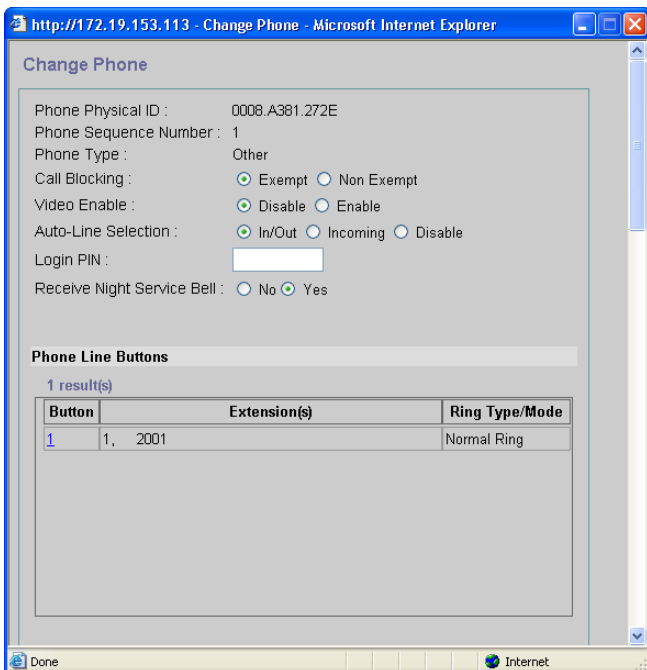 http://172.19.153.113 - Change Phone - Microsoft Internet Explorer
Change Phone
Phone Physical ID : 0008.A381.272E
Phone Sequence Number : 1
Phone Type : Other
Call Blocking : Exempt Non Exempt
Video Enable : Disable Enable
Auto-Line Selection : In/Out Incoming Disable
Login PIN :
Receive Night Service Bell : No Yes
Phone Line Buttons
1 result(s)
Button Extension(s) Ring Type/Mode
1 1, 2001 Normal Ring
Done Internet